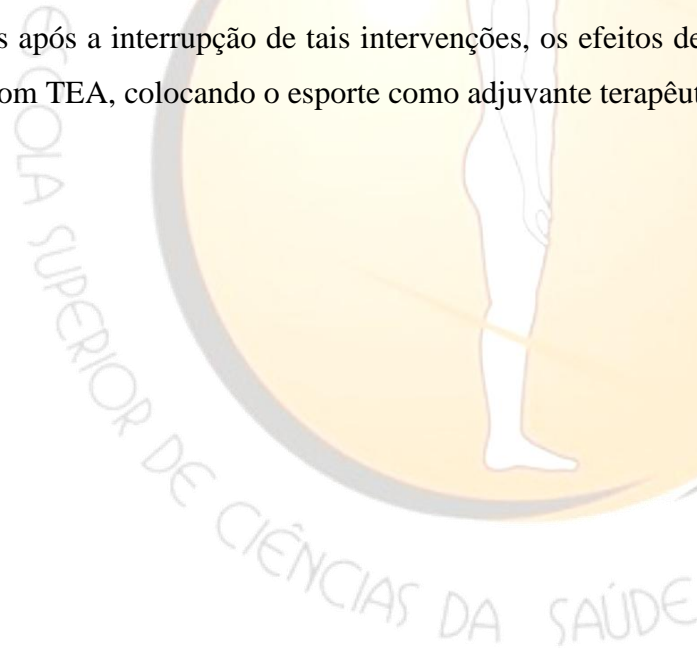 s após a interrupção de tais intervenções, os efeitos de
om TEA, colocando o esporte como adjuvante terapêut
ESCOLA SUPERIOR DE CIÊNCIAS DA SAÚDE